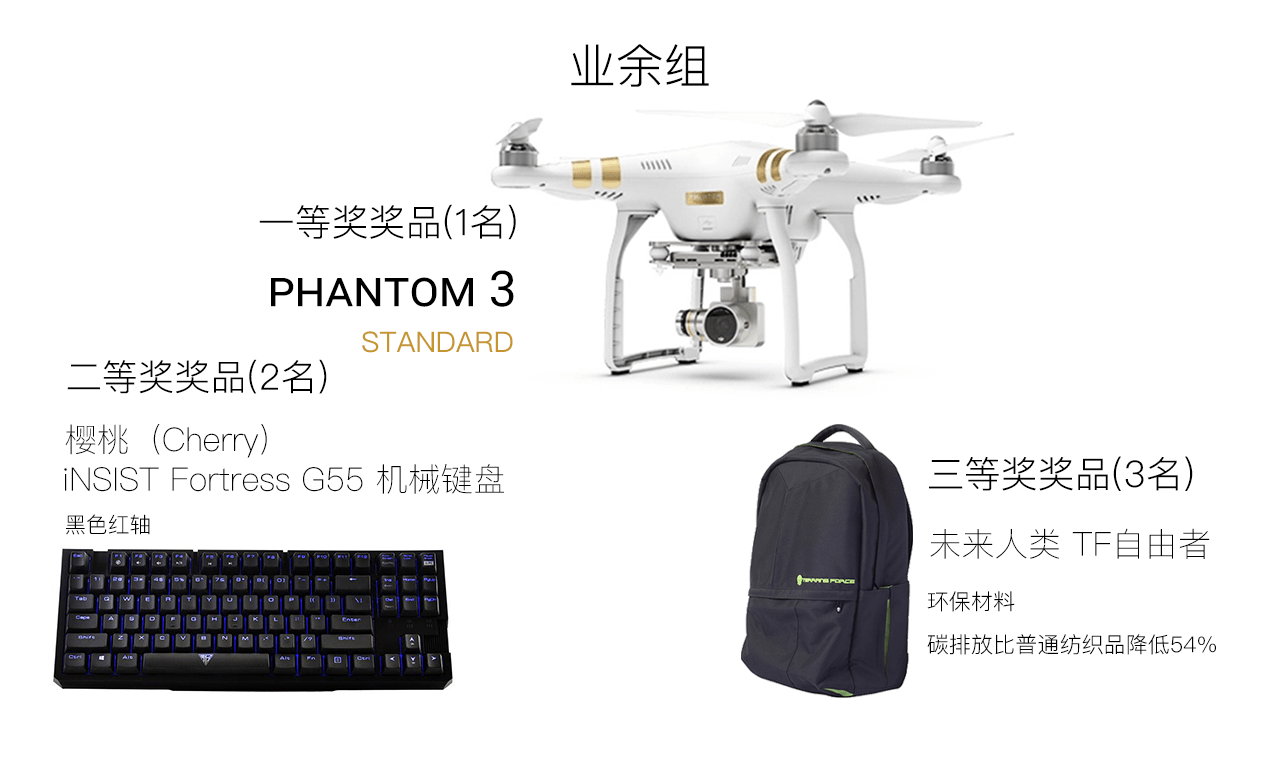 业余组
一等奖奖品(1名)
PHANTOM 3
STANDARD
二等奖奖品(2名)
樱桃（Cherry）
iNSIST Fortress G55 机械键盘
黑色红轴
三等奖奖品(3名)
未来人类 TF自由者
环保材料
碳排放比普通纺织品降低54%
TERRANS FORCE